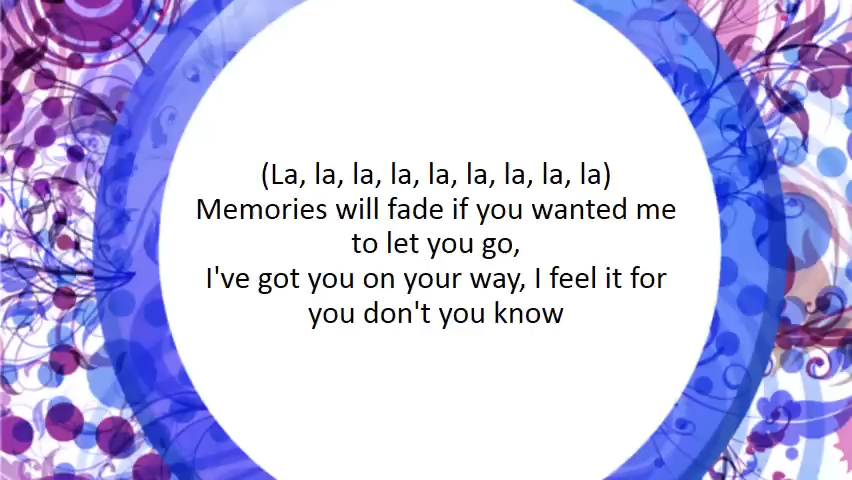 (La, la, la, la, la, la, la, la, la)
Memories will fade if you wanted me
to let you go,
I've got you on your way, I feel it for
you don't you know